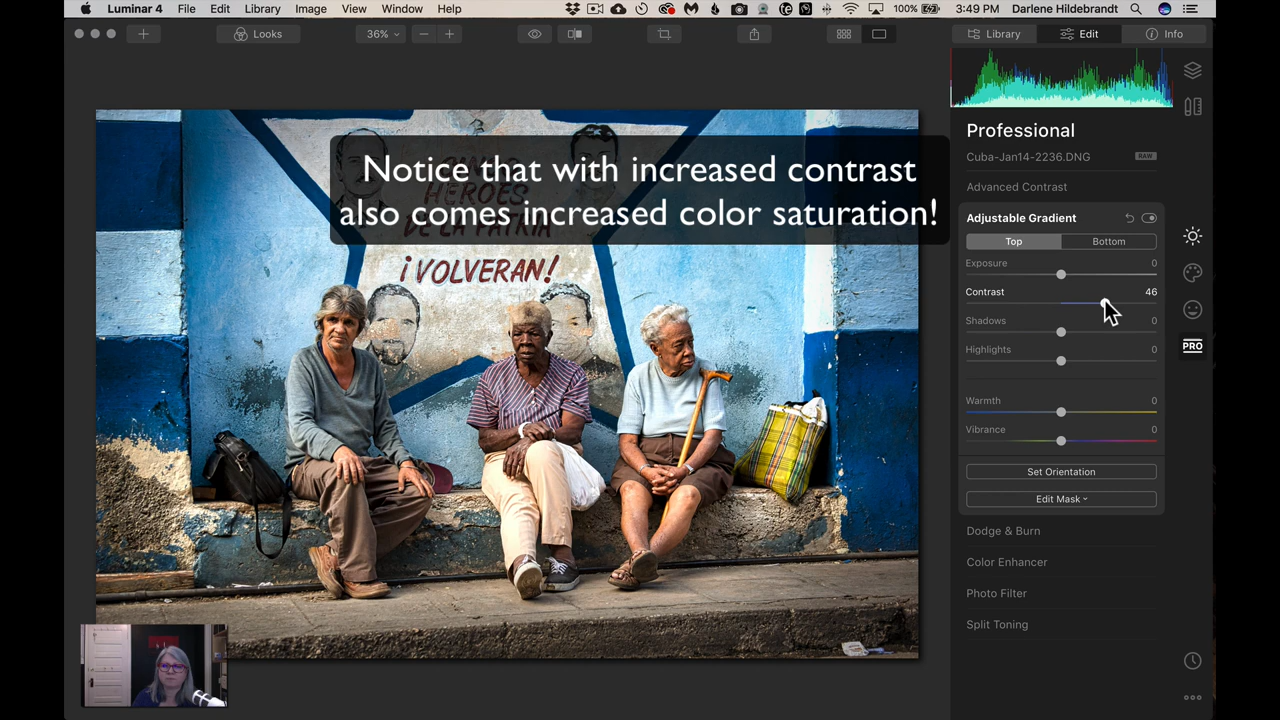 Luminar 4 File Edit Library Image View Window Help 100% 3:49 PM Darlene Hildebrandt
Looks 36% Library Edit Info
Professional
Cuba-Jan14-2236.DNG RAW
Advanced Contrast
Adjustable Gradient
Top Bottom
Exposure 0
Contrast 46
Shadows 0
Highlights 0
Warmth 0
Vibrance 0
Set Orientation
Edit Mask
Dodge & Burn
Color Enhancer
Photo Filter
Split Toning
PRO
Notice that with increased contrast
also comes increased color saturation!
HEROES
DE LA PATRIA
¡VOLVERAN!